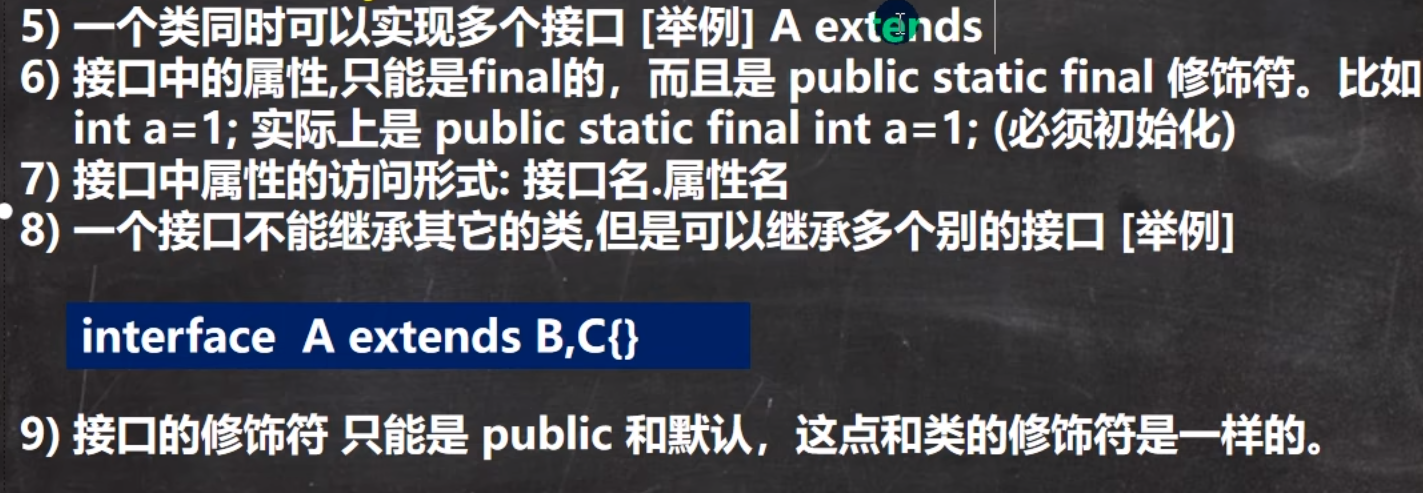 5) 一个类同时可以实现多个接口 [举例] A extends
6) 接口中的属性,只能是final的，而且是 public static final 修饰符。比如
int a=1; 实际上是 public static final int a=1; (必须初始化)
7) 接口中属性的访问形式: 接口名.属性名
8) 一个接口不能继承其它的类,但是可以继承多个别的接口 [举例]
interface A extends B,C{}
9) 接口的修饰符 只能是 public 和默认，这点和类的修饰符是一样的。